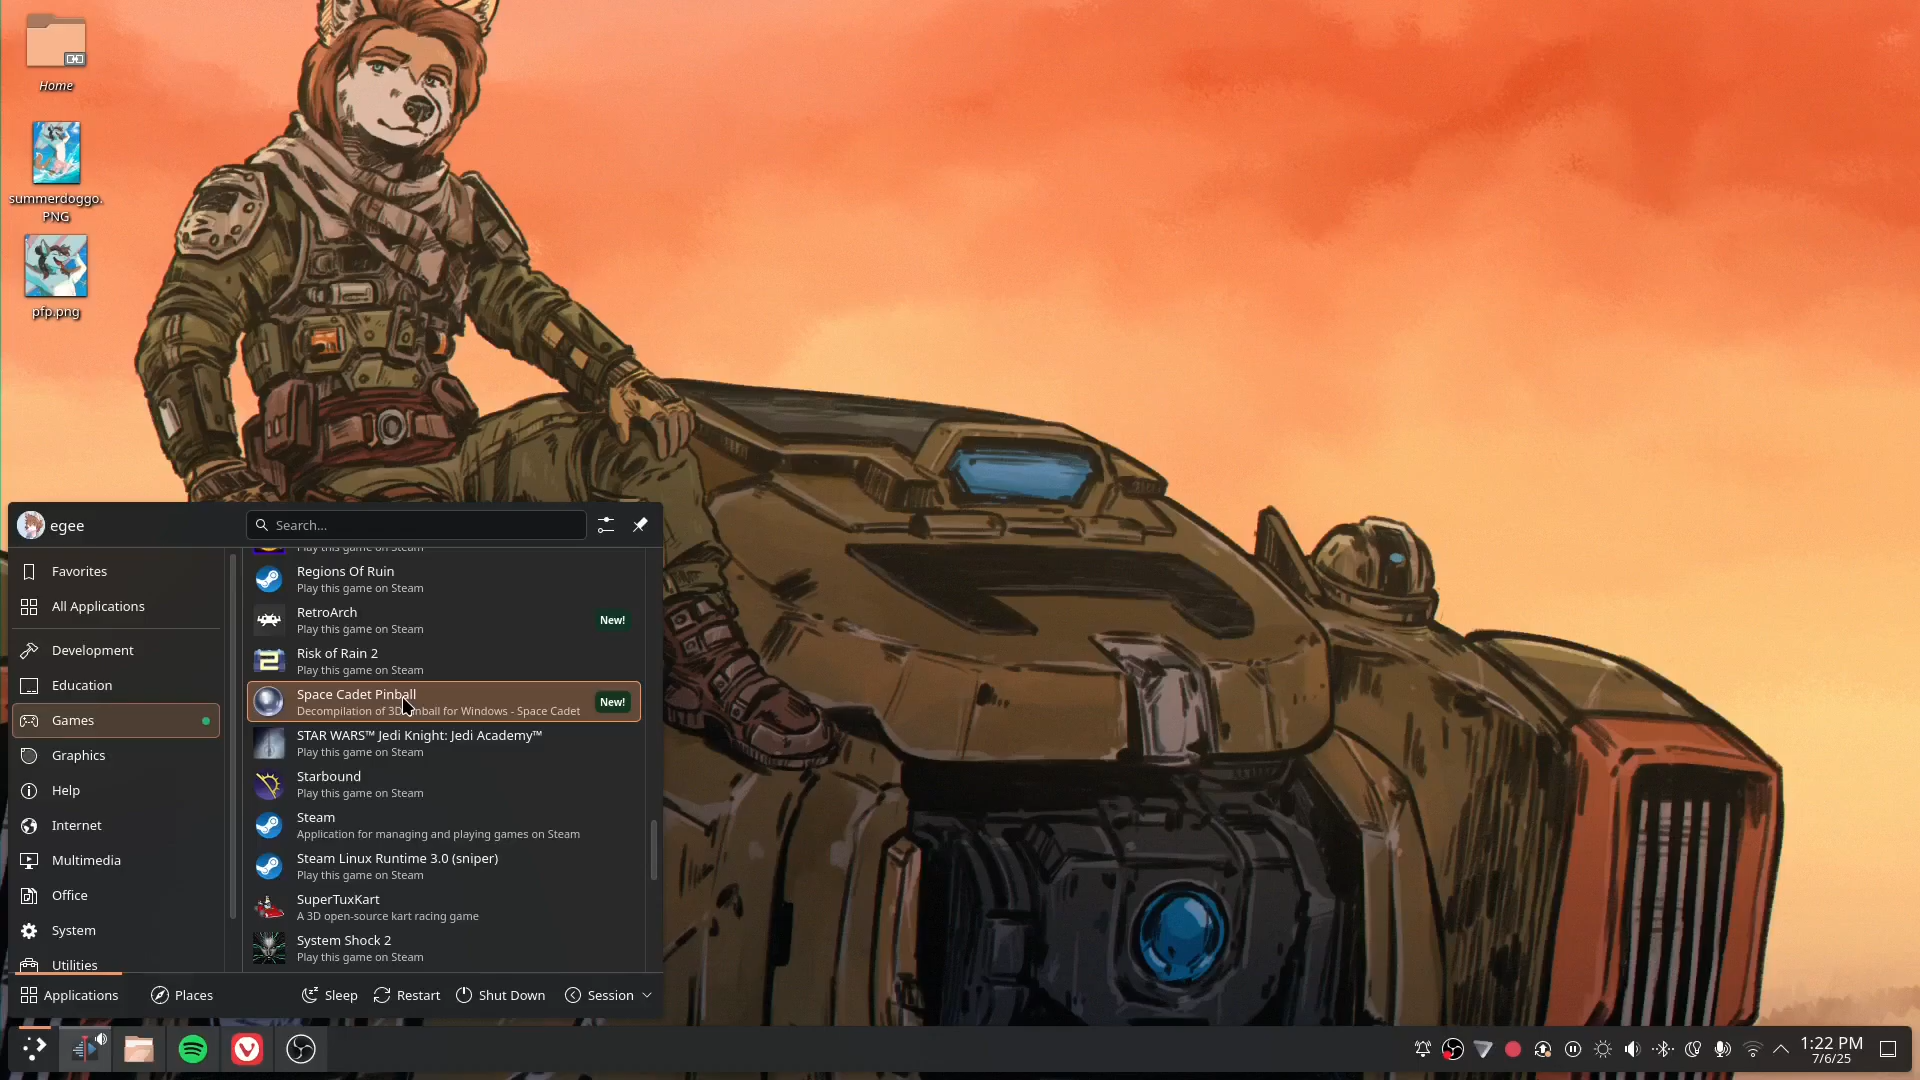 Home
summerdoggo.
PNG
pfp.png
egee
Search...
Favorites
All Applications
Development
Education
Games
Graphics
Help
Internet
Multimedia
Office
System
Utilities
Play this game on Steam
Regions Of Ruin
Play this game on Steam
RetroArch
Play this game on Steam
New!
Risk of Rain 2
Play this game on Steam
Space Cadet Pinball
Decompilation of 3D Pinball for Windows - Space Cadet
New!
STAR WARS™ Jedi Knight: Jedi Academy™
Play this game on Steam
Starbound
Play this game on Steam
Steam
Application for managing and playing games on Steam
Steam Linux Runtime 3.0 (sniper)
Play this game on Steam
SuperTuxKart
A 3D open-source kart racing game
System Shock 2
Play this game on Steam
Applications
Places
Sleep
Restart
Shut Down
Session
1:22 PM
7/6/25